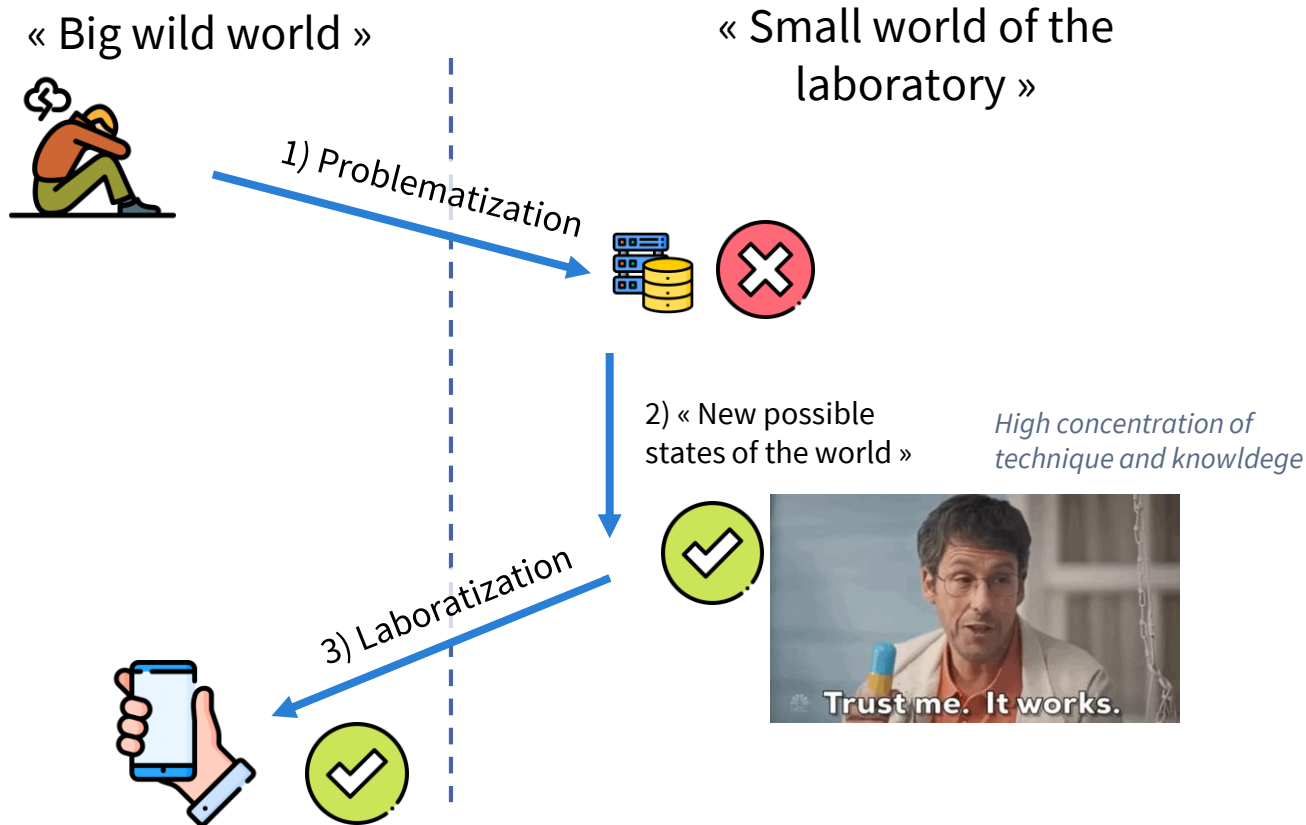 « Big wild world »
« Small world of the
laboratory »
1) Problematization
2) « New possible
states of the world »
High concentration of
technique and knowldege
3) Laboratization
Trust me. It works.
NBC